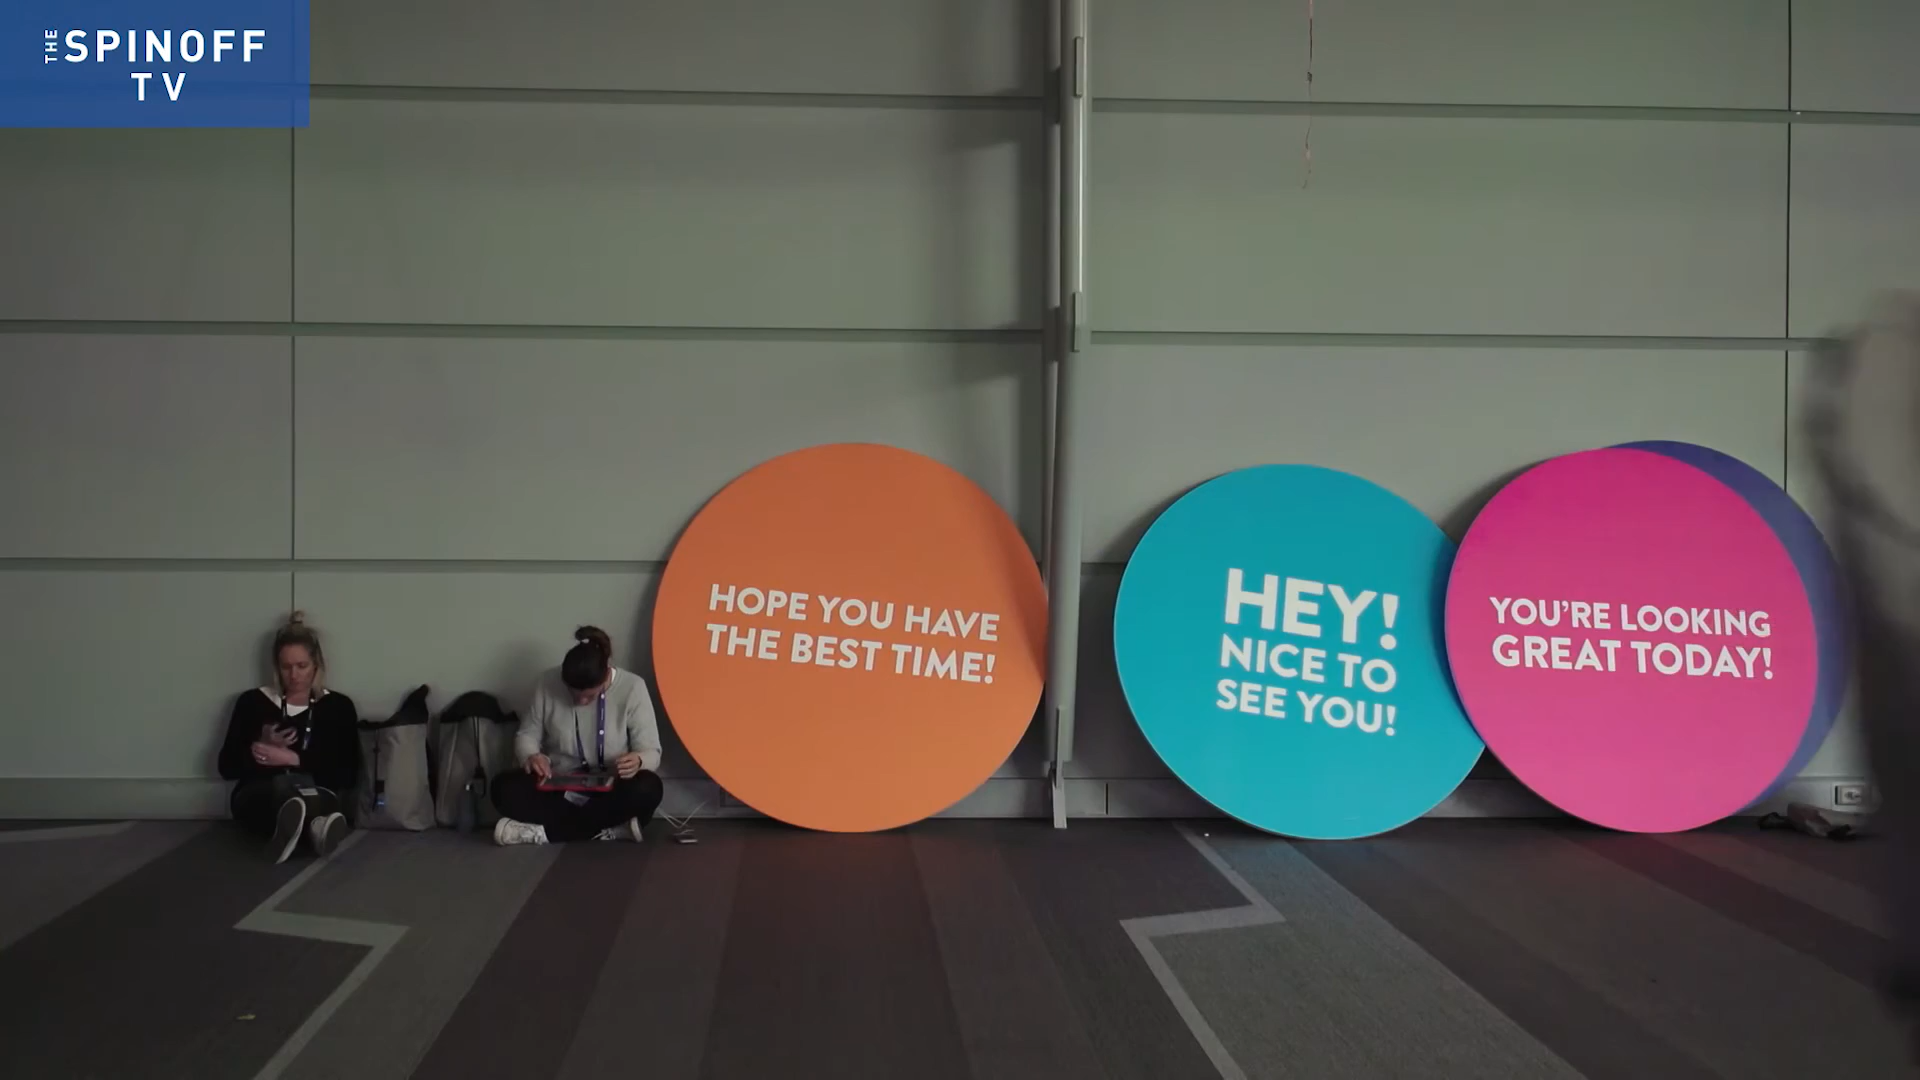 THE SPINOFF
TV
HOPE YOU HAVE
THE BEST TIME!
HEY!
NICE TO
SEE YOU!
YOU'RE LOOKING
GREAT TODAY!